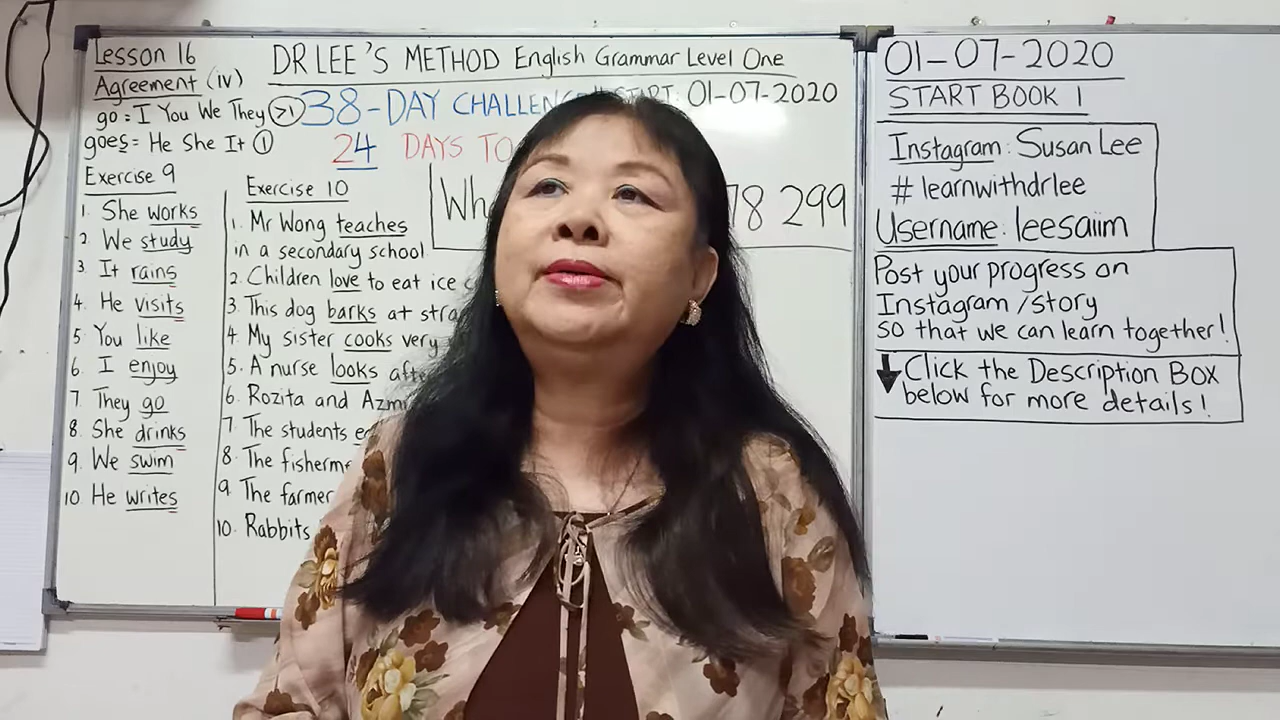 Lesson 16
Agreement (iv)
go = I You We They >1
goes = He She It 1
DR LEE'S METHOD English Grammar Level One
38-DAY START: 01-07-2020
24 DAYS TO
78 299
Exercise 9
1. She works
2. We study
3. It rains
4. He visits
5. You like
6. I enjoy
7. They go
8. She drinks
9. We swim
10 He writes
Exercise 10
1. Mr Wong teaches
in a secondary school
2. Children love to eat ice
3. This dog barks at
4. My sister cooks very
5. A nurse looks
6. Rozita and
7. The students
8. The
9. The
10. Rabbits
01-07-2020
START BOOK 1
Instagram: Susan Lee
# learnwithdrlee
Username: leesaiim
Post your progress on
Instagram/story
so that we can learn together!
Click the Description Box
below for more details!